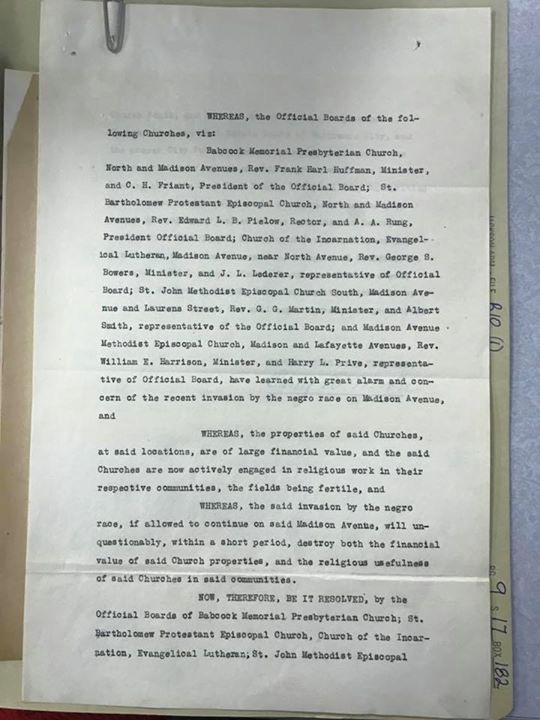 WHEREAS, the Official Boards of the fol-
lowing Churches, viz:
Babcock Memorial Presbyterian Church,
North and Madison Avenues, Rev. Frank Harl Huffman, Minister,
and C. H. Friant, President of the Official Board; St.
Bartholomew Protestant Episcopal Church, North and Madison
Avenues, Rev. Edward L. B. Pielow, Rector, and A. A. Rung,
President Official Board; Church of the Incarnation, Evangel-
ical Lutheran, Madison Avenue, near North Avenue, Rev. George S.
Bowers, Minister, and J. L. Lederer, representative of Official
Board; St. John Methodist Episcopal Church South, Madison Ave-
nue and Laurens Street, Rev. G. G. Martin, Minister, and Albert
Smith, representative of the Official Board; and Madison Avenue
Methodist Episcopal Church, Madison and Lafayette Avenues, Rev.
William E. Harrison, Minister, and Harry L. Price, representa-
tive of Official Board, have learned with great alarm and con-
cern of the recent invasion by the negro race on Madison Avenue,
and
WHEREAS, the properties of said Churches,
at said locations, are of large financial value, and the said
Churches are now actively engaged in religious work in their
respective communities, the fields being fertile, and
WHEREAS, the said invasion by the negro
race, if allowed to continue on said Madison Avenue, will un-
questionably, within a short period, destroy both the financial
value of said Church properties, and the religious usefulness
of said Churches in said communities.
NOW, THEREFORE, BE IT RESOLVED, by the
Official Boards of Babcock Memorial Presbyterian Church; St.
Bartholomew Protestant Episcopal Church, Church of the Incar-
nation, Evangelical Lutheran; St. John Methodist Episcopal
FILE R10 (1)
RG 9 S. 17 BOX 182